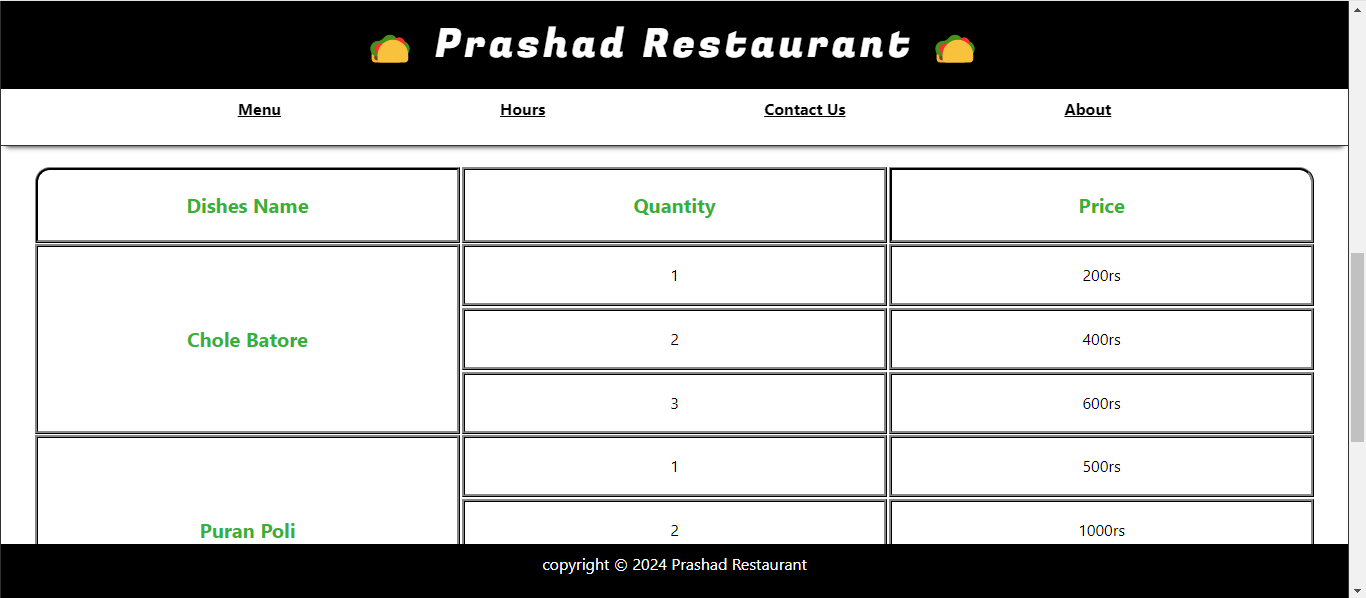 Prashad Restaurant
Menu Hours Contact Us About
Dishes Name Quantity Price
Chole Batore
1 200rs
2 400rs
3 600rs
Puran Poli
1 500rs
2 1000rs
copyright © 2024 Prashad Restaurant